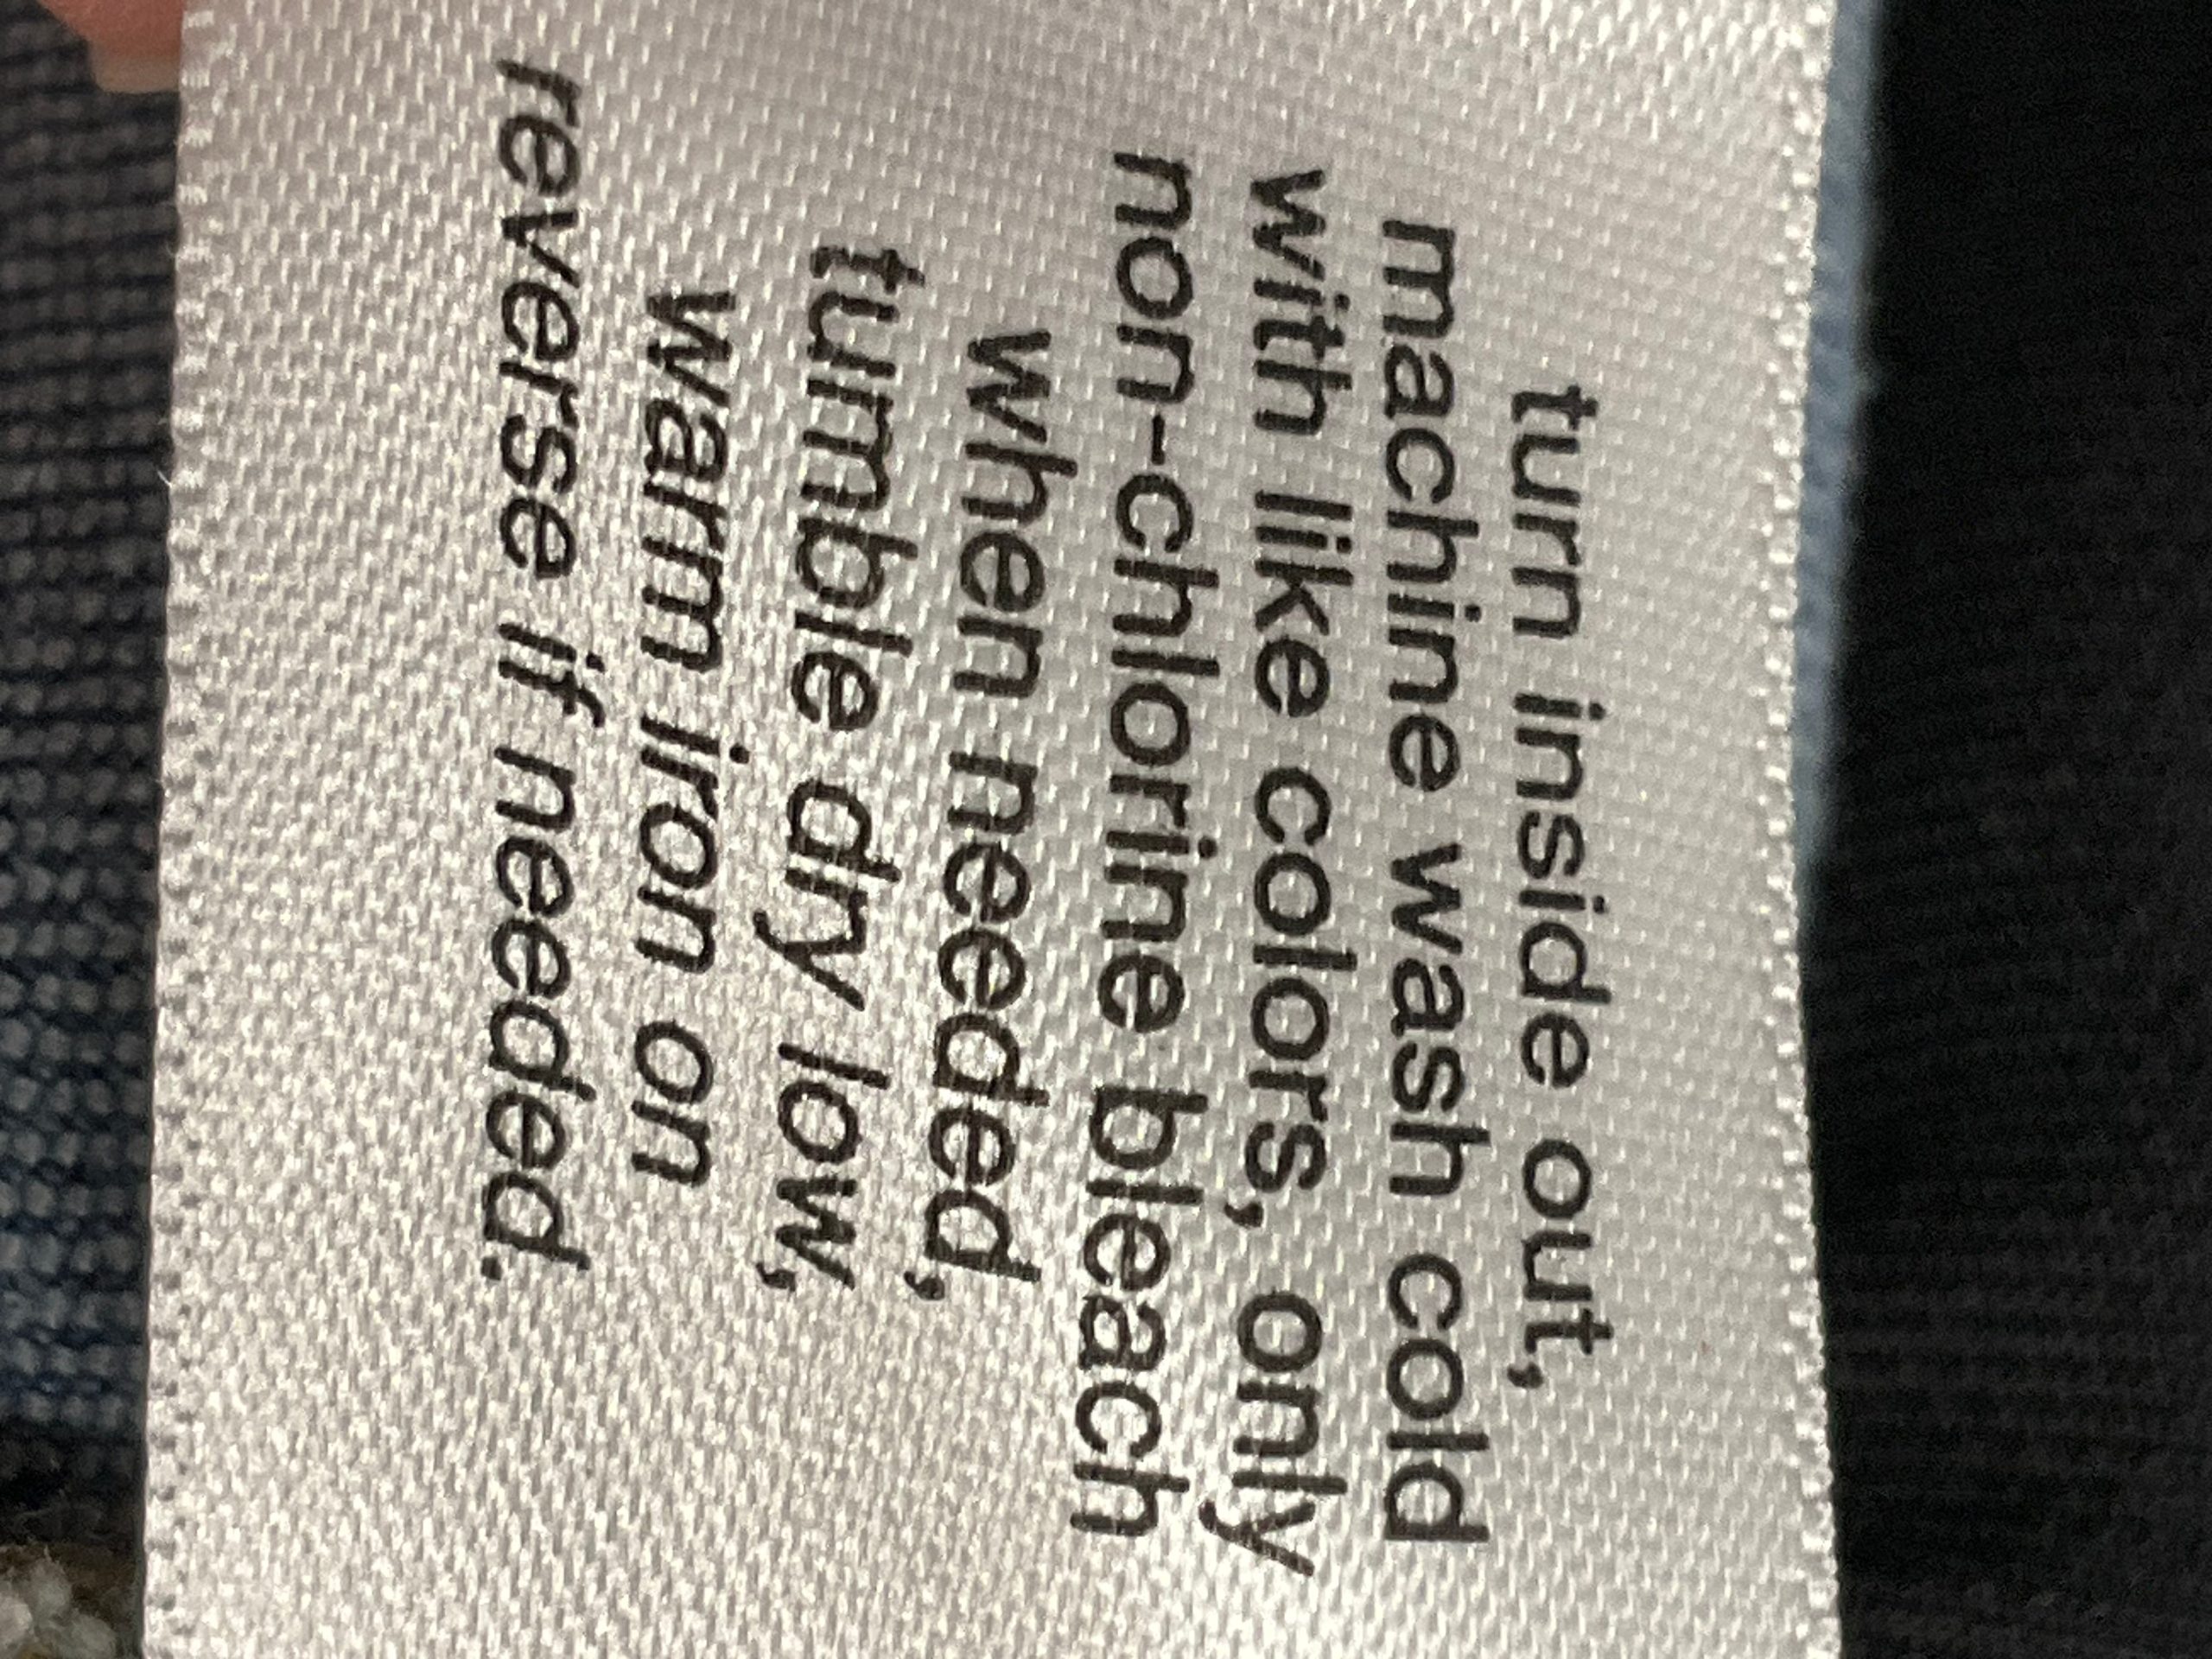 turn inside out,
machine wash cold
with like colors, only
non-chlorine bleach
when needed,
tumble dry low,
warm iron on
reverse if needed.